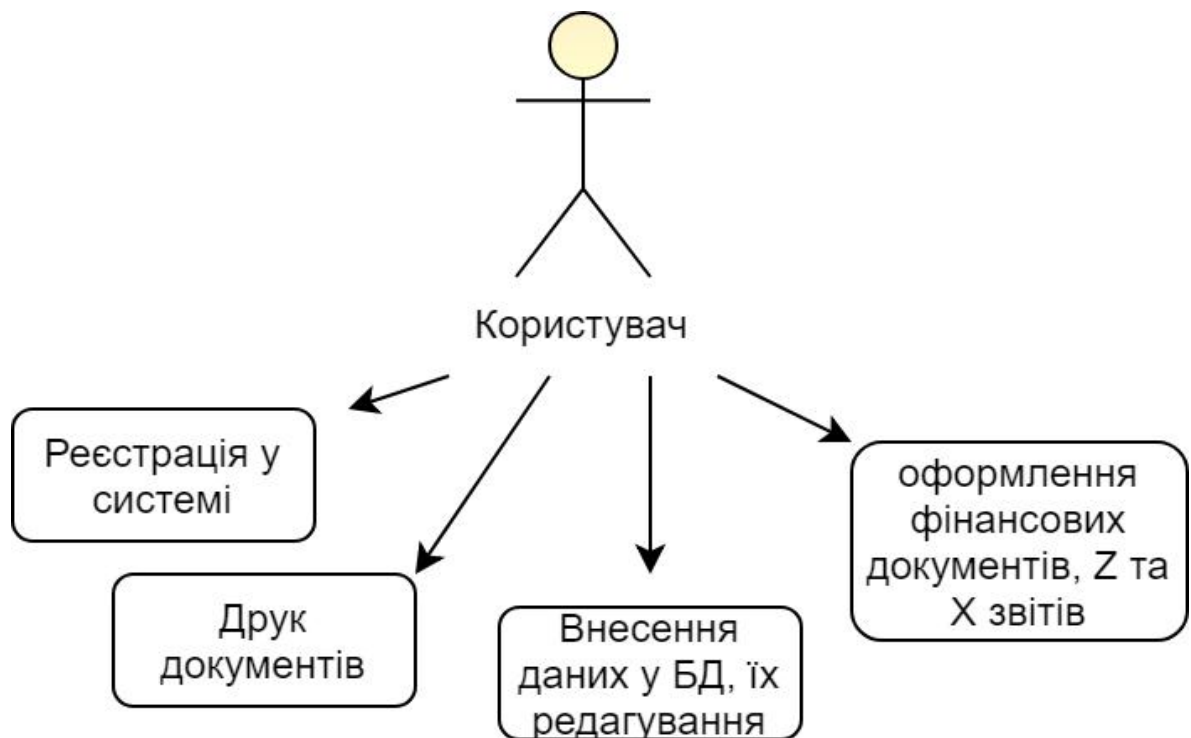 Користувач
Реєстрація у
системі
Друк
документів
Внесення
даних у БД, їх
редагування
оформлення
фінансових
документів, Z та
X звітів